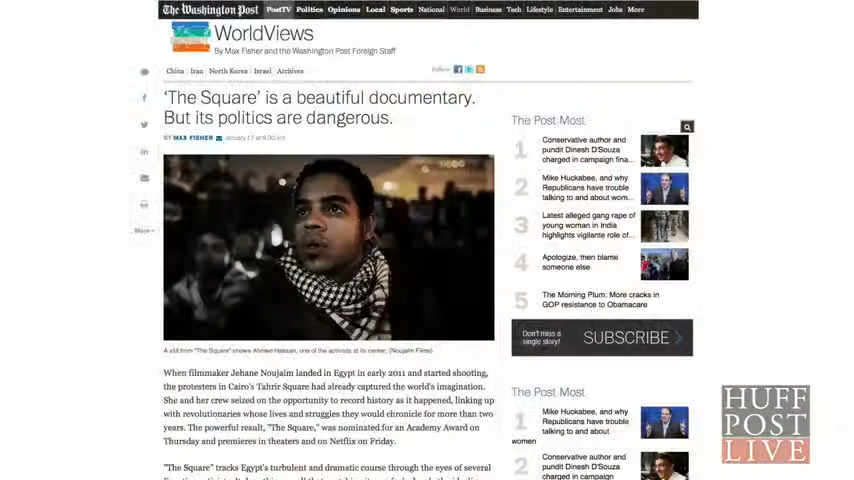 The Washington Post PostTV Politics Opinions Local Sports National World Business Tech Lifestyle Entertainment Jobs More
WorldViews
By Max Fisher and the Washington Post Foreign Staff
China Iran North Korea Israel Archives
Follow:
'The Square' is a beautiful documentary.
But its politics are dangerous.
BY MAX FISHER January 17 at 9:30 am
More
A still from "The Square" shows Ahmed Hassan, one of the activists at its center. (Noujaim Films)
When filmmaker Jehane Noujaim landed in Egypt in early 2011 and started shooting,
the protesters in Cairo's Tahrir Square had already captured the world's imagination.
She and her crew seized on the opportunity to record history as it happened, linking up
with revolutionaries whose lives and struggles they would chronicle for more than two
years. The powerful result, "The Square," was nominated for an Academy Award on
Thursday and premieres in theaters and on Netflix on Friday.
"The Square" tracks Egypt's turbulent and dramatic course through the eyes of several
The Post Most
1
Conservative author and
pundit Dinesh D'Souza
charged in campaign fina...
2
Mike Huckabee, and why
Republicans have trouble
talking to and about wom...
3
Latest alleged gang rape of
young woman in India
highlights vigilante role of...
4
Apologize, then blame
someone else
5
The Morning Plum: More cracks in
GOP resistance to Obamacare
Don't miss a
single story!
SUBSCRIBE
The Post Most
1
Mike Huckabee, and why
Republicans have trouble
talking to and about
women
2
Conservative author and
pundit Dinesh D'Souza
charged in campaign
HUFF
POST
LIVE